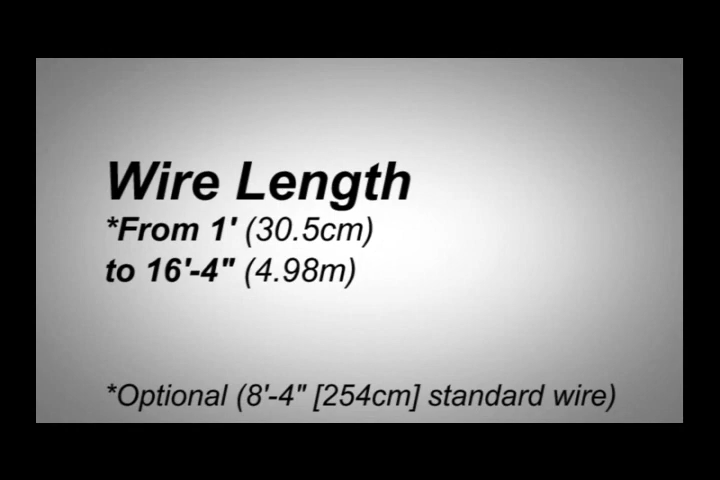 Wire Length
*From 1' (30.5cm)
to 16'-4" (4.98m)
*Optional (8'-4" [254cm] standard wire)